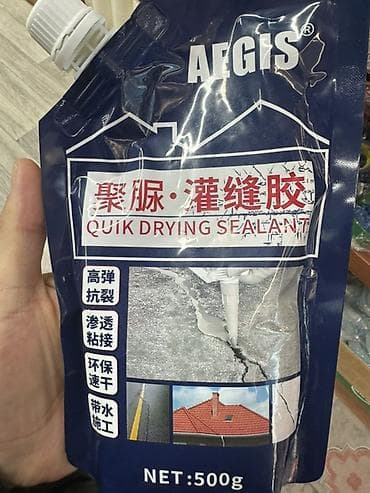 AEGIS®
聚脲·灌缝胶
QUIK DRYING SEALANT
高弹
抗裂
渗透
粘接
环保
速干
带水
施工
NET:500g